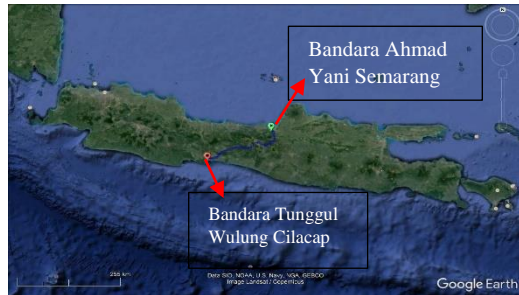 Bandara Ahmad
Yani Semarang
Bandara Tunggul
Wulung Cilacap
255 km
Data SIO, NOAA, U.S. Navy, NGA, GEBCO
Image Landsat / Copernicus
Google Earth